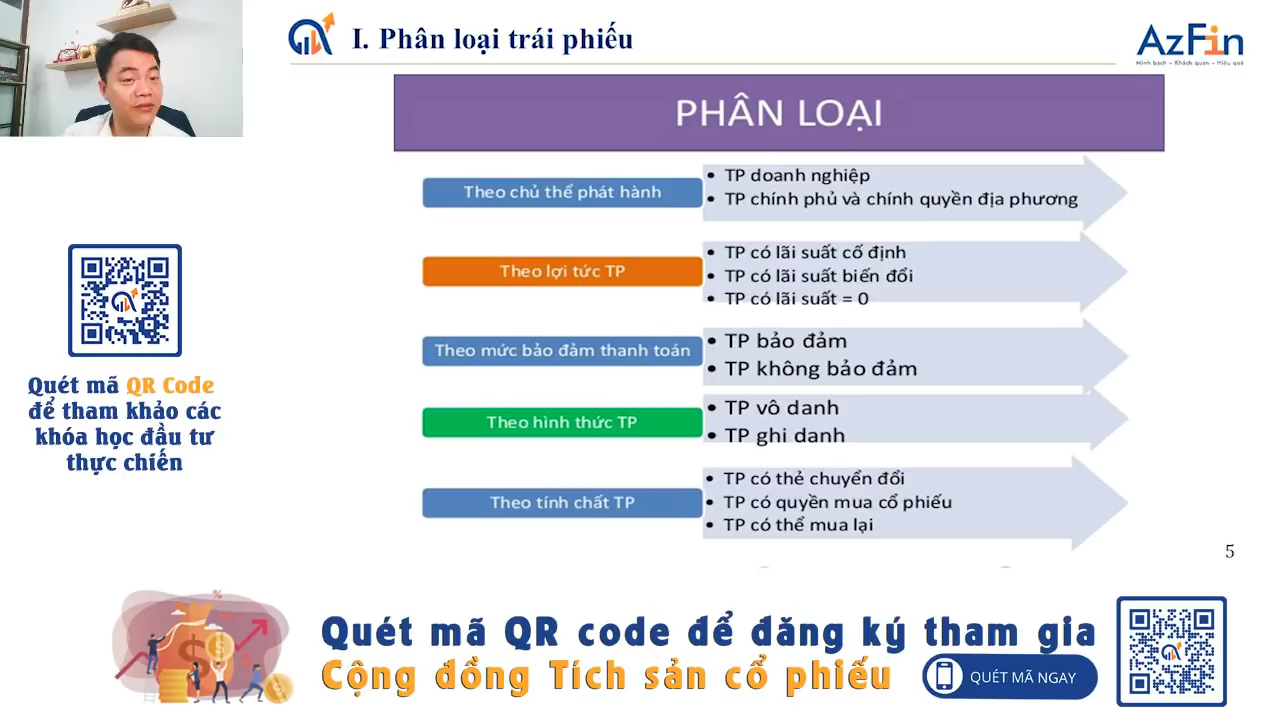 I. Phân loại trái phiếu
AzFin
Minh bạch - Khách quan - Hiệu quả
PHÂN LOẠI
Theo chủ thể phát hành
• TP doanh nghiệp
• TP chính phủ và chính quyền địa phương
Theo lợi tức TP
• TP có lãi suất cố định
• TP có lãi suất biến đổi
• TP có lãi suất = 0
Theo mức bảo đảm thanh toán
• TP bảo đảm
• TP không bảo đảm
Theo hình thức TP
• TP vô danh
• TP ghi danh
Theo tính chất TP
• TP có thẻ chuyển đổi
• TP có quyền mua cổ phiếu
• TP có thể mua lại
Quét mã QR Code
để tham khảo các
khóa học đầu tư
thực chiến
5
Quét mã QR code để đăng ký tham gia
Cộng đồng Tích sản cổ phiếu
QUÉT MÃ NGAY